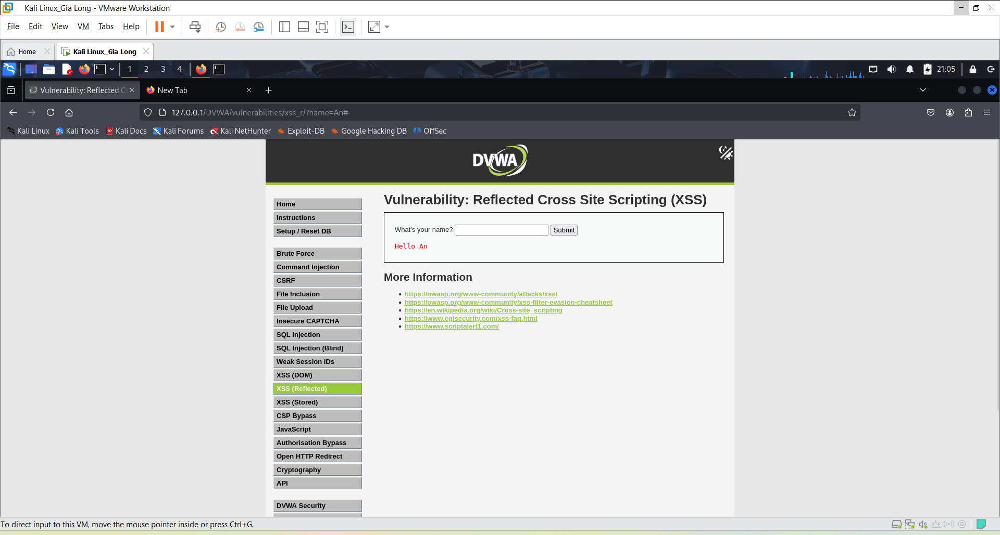 Kali Linux_Gia Long - VMware Workstation
File Edit View VM Tabs Help
Home Kali Linux_Gia Long
1 2 3 4 21:05
Vulnerability: Reflected C New Tab
127.0.0.1/DVWA/vulnerabilities/xss_r/?name=An#
Kali Linux Kali Tools Kali Docs Kali Forums Kali NetHunter Exploit-DB Google Hacking DB OffSec
DVWA
Vulnerability: Reflected Cross Site Scripting (XSS)
Home
Instructions
Setup / Reset DB
Brute Force
Command Injection
CSRF
File Inclusion
File Upload
Insecure CAPTCHA
SQL Injection
SQL Injection (Blind)
Weak Session IDs
XSS (DOM)
XSS (Reflected)
XSS (Stored)
CSP Bypass
JavaScript
Authorisation Bypass
Open HTTP Redirect
Cryptography
API
DVWA Security
What's your name? Submit
Hello An
More Information
https://owasp.org/www-community/attacks/xss/
https://owasp.org/www-community/xss-filter-evasion-cheatsheet
https://en.wikipedia.org/wiki/Cross-site_scripting
https://www.cgisecurity.com/xss-faq.html
https://www.scriptalert1.com/
To direct input to this VM, move the mouse pointer inside or press Ctrl+G.